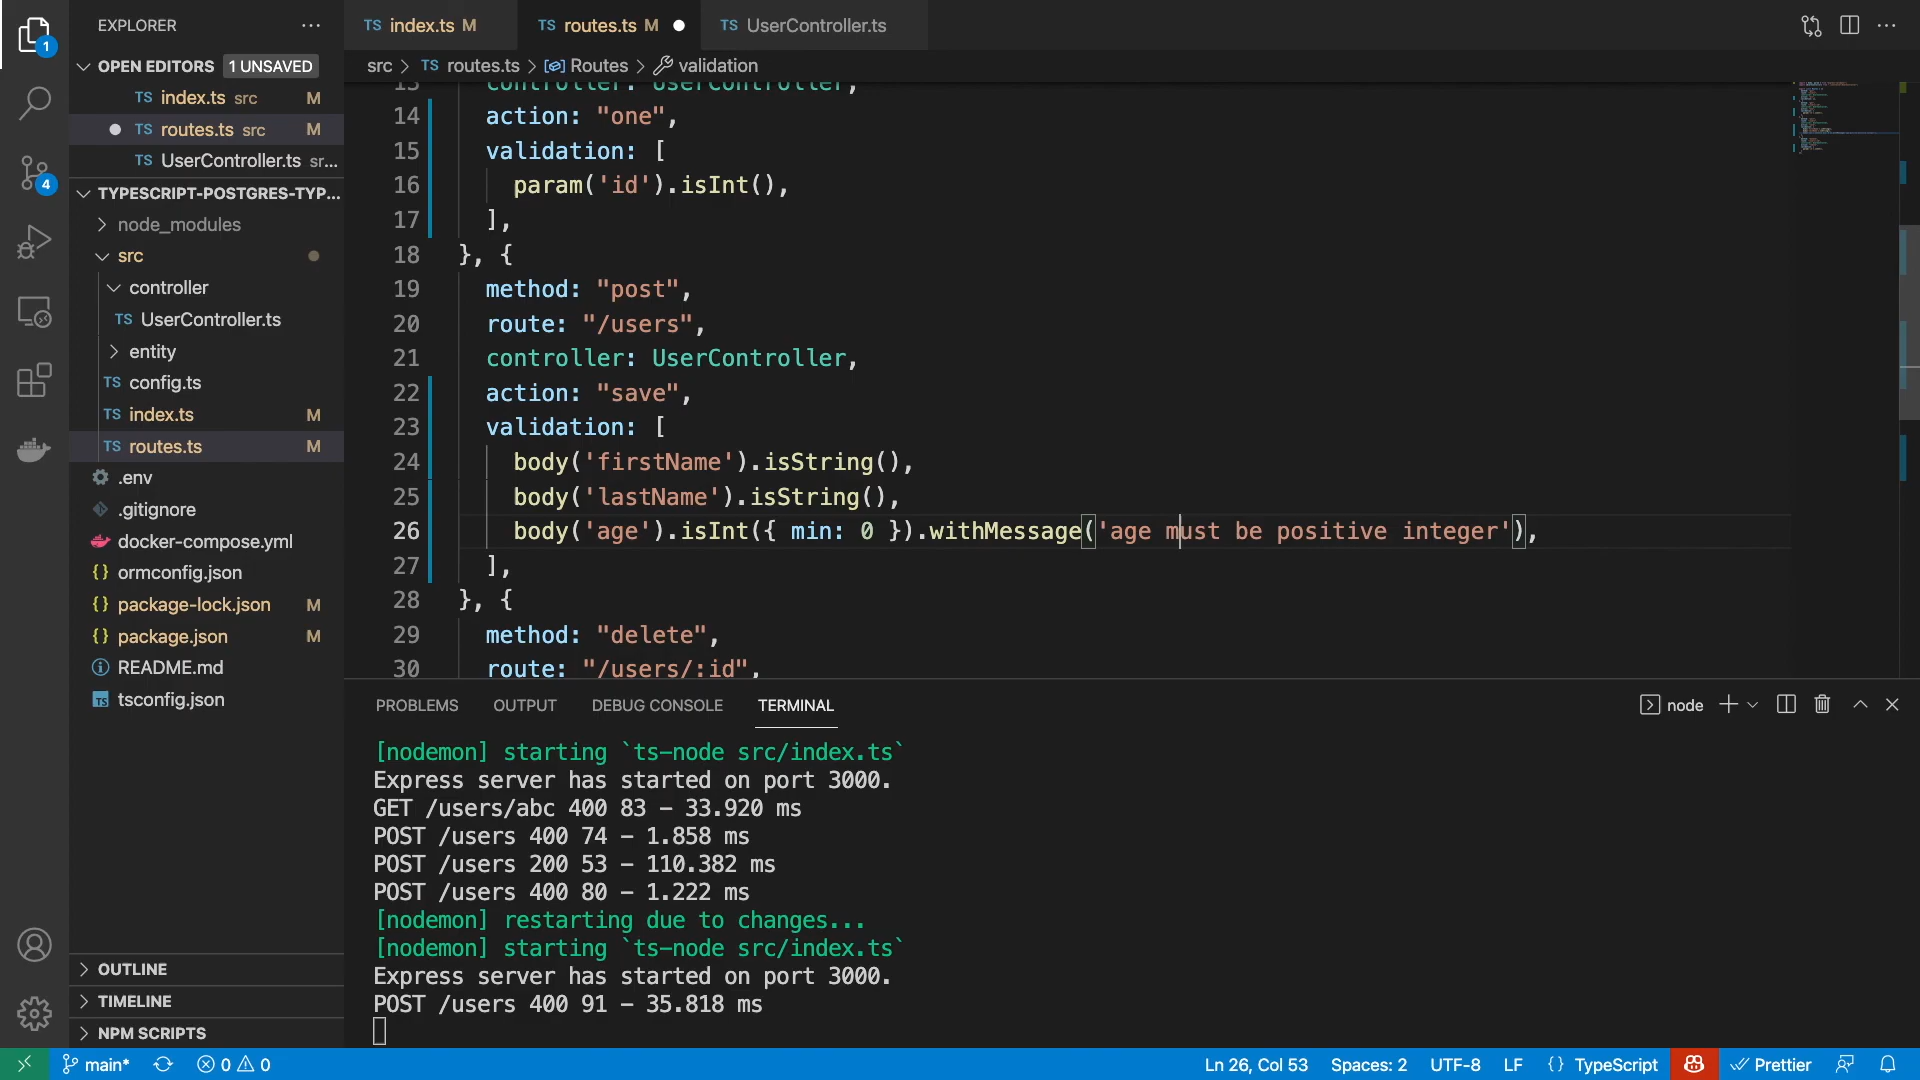 EXPLORER
TS index.ts M
TS routes.ts M
TS UserController.ts
OPEN EDITORS 1 UNSAVED
TS index.ts src M
TS routes.ts src M
TS UserController.ts sr...
TYPESCRIPT-POSTGRES-TYP...
node_modules
src
controller
TS UserController.ts
entity
TS config.ts
TS index.ts M
TS routes.ts M
.env
.gitignore
docker-compose.yml
{} ormconfig.json
{} package-lock.json M
{} package.json M
README.md
TS tsconfig.json
OUTLINE
TIMELINE
NPM SCRIPTS
1
4
src > TS routes.ts > Routes > validation
13 controller: UserController,
14 action: "one",
15 validation: [
16 param('id').isInt(),
17 ],
18 }, {
19 method: "post",
20 route: "/users",
21 controller: UserController,
22 action: "save",
23 validation: [
24 body('firstName').isString(),
25 body('lastName').isString(),
26 body('age').isInt({ min: 0 }).withMessage('age must be positive integer'),
27 ],
28 }, {
29 method: "delete",
30 route: "/users/:id",
PROBLEMS OUTPUT DEBUG CONSOLE TERMINAL
node
[nodemon] starting `ts-node src/index.ts`
Express server has started on port 3000.
GET /users/abc 400 83 - 33.920 ms
POST /users 400 74 - 1.858 ms
POST /users 200 53 - 110.382 ms
POST /users 400 80 - 1.222 ms
[nodemon] restarting due to changes...
[nodemon] starting `ts-node src/index.ts`
Express server has started on port 3000.
POST /users 400 91 - 35.818 ms
main* 0 0
Ln 26, Col 53 Spaces: 2 UTF-8 LF {} TypeScript Prettier